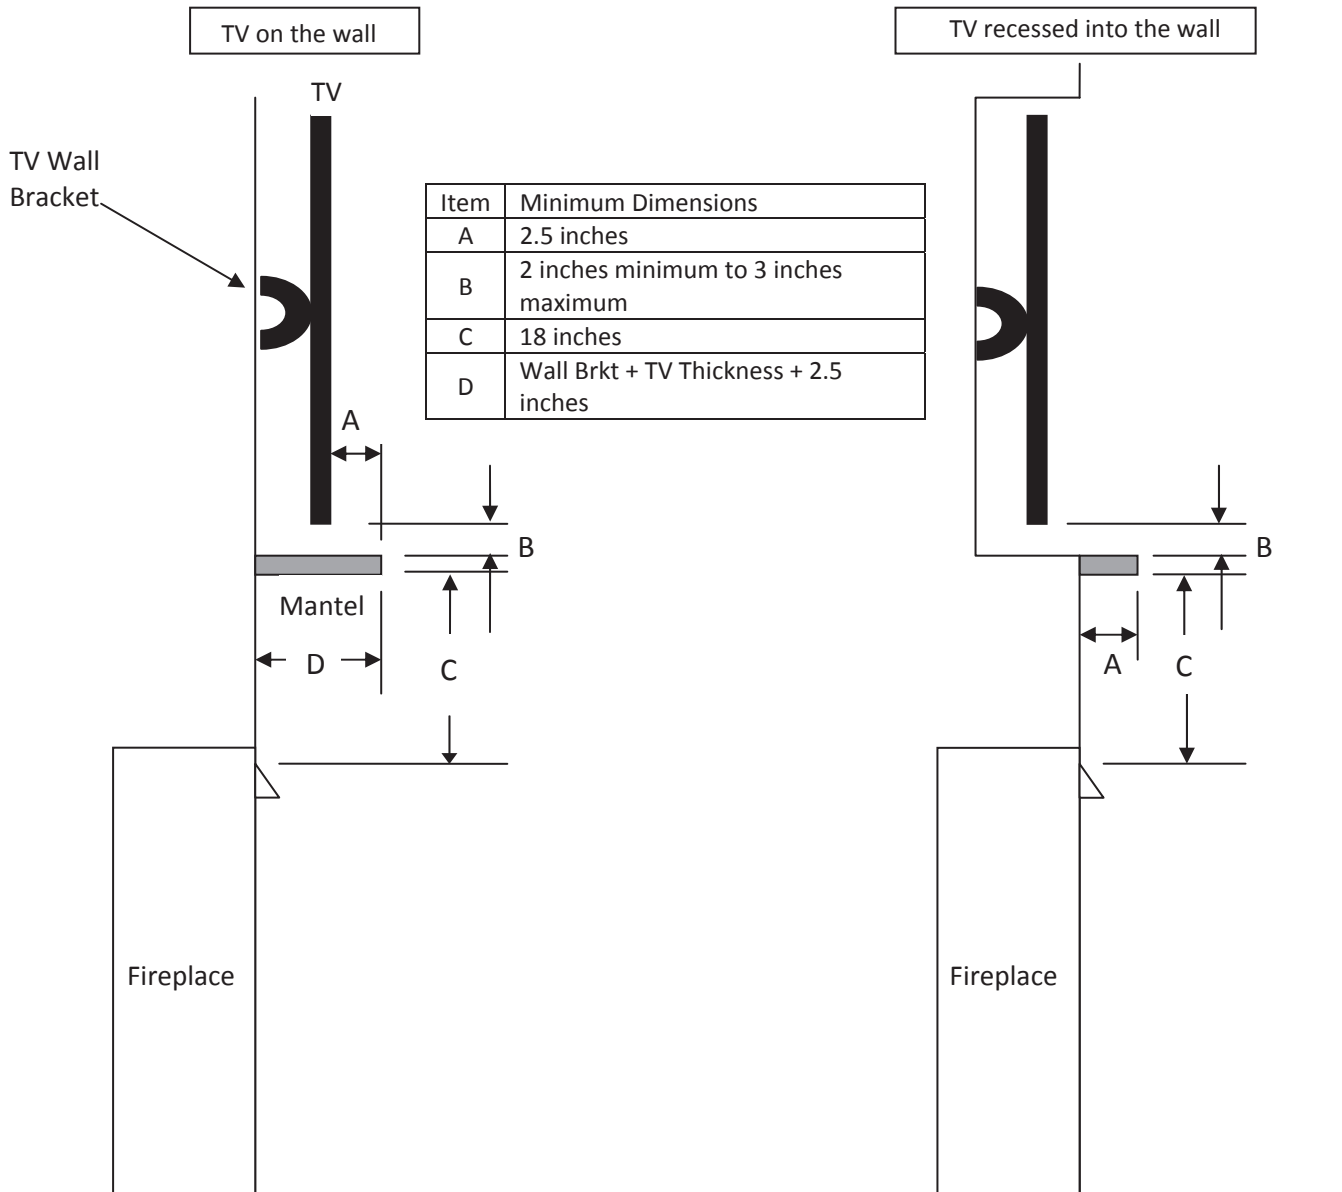 TV on the wall
TV recessed into the wall
TV
TV Wall
Bracket
Item Minimum Dimensions
A 2.5 inches
B 2 inches minimum to 3 inches
maximum
C 18 inches
D Wall Brkt + TV Thickness + 2.5
inches
A
B
B
Mantel
D
C
A
C
Fireplace
Fireplace